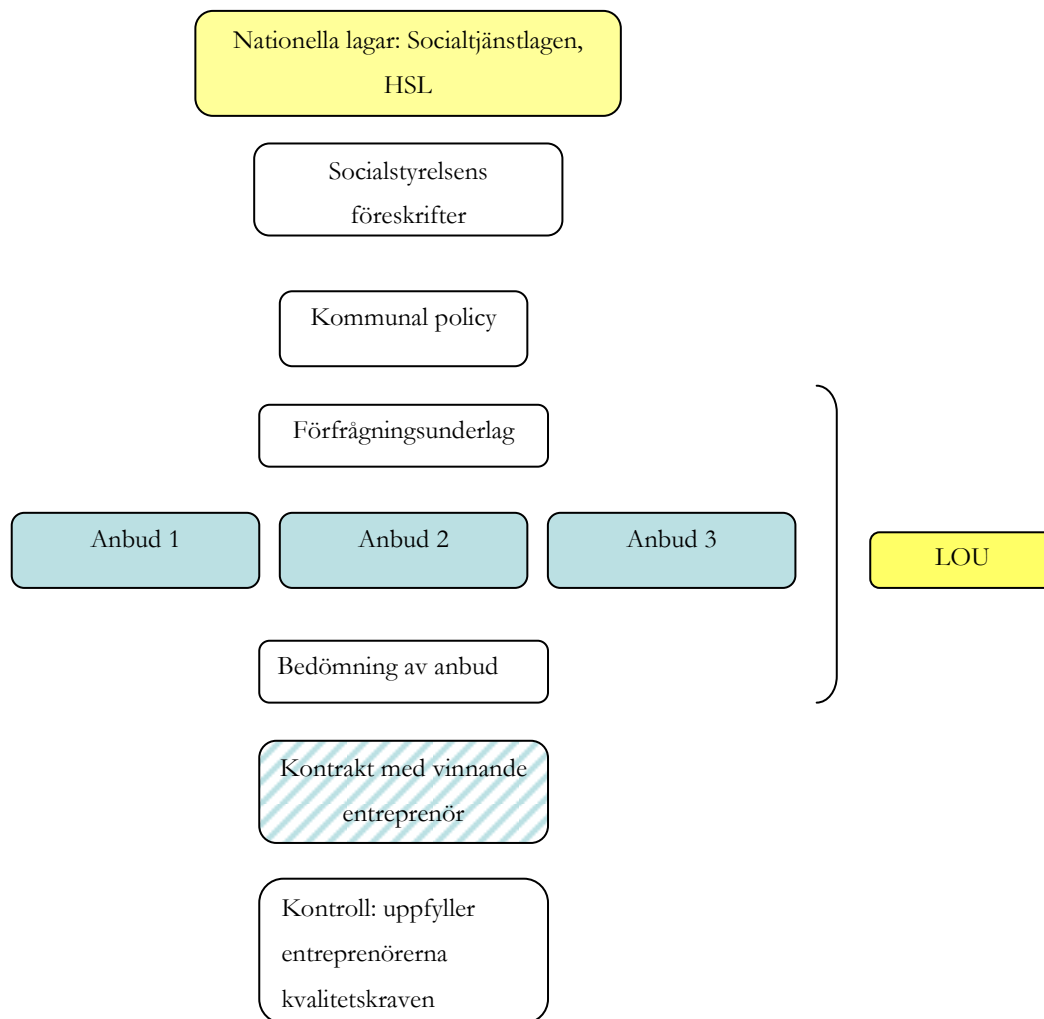 Nationella lagar: Socialtjänstlagen,
HSL
Socialstyrelsens
föreskrifter
Kommunal policy
Förfrågningsunderlag
Anbud 1
Anbud 2
Anbud 3
LOU
Bedömning av anbud
Kontrakt med vinnande
entreprenör
Kontroll: uppfyller
entreprenörerna
kvalitetskraven